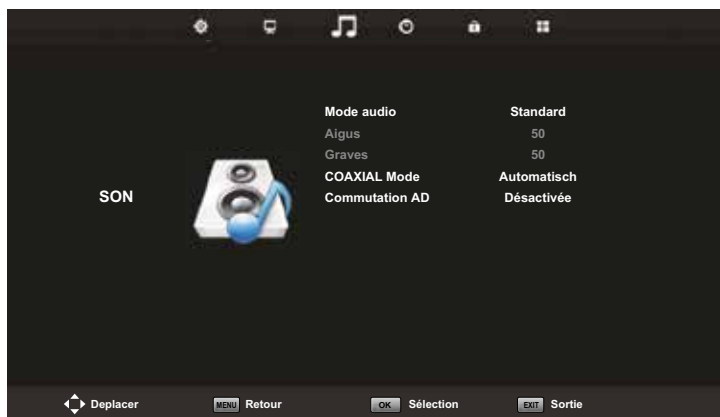 Mode audio Standard
Aigus 50
Graves 50
COAXIAL Mode Automatisch
SON
Commutation AD Désactivée
Deplacer MENU Retour OK Sélection EXIT Sortie